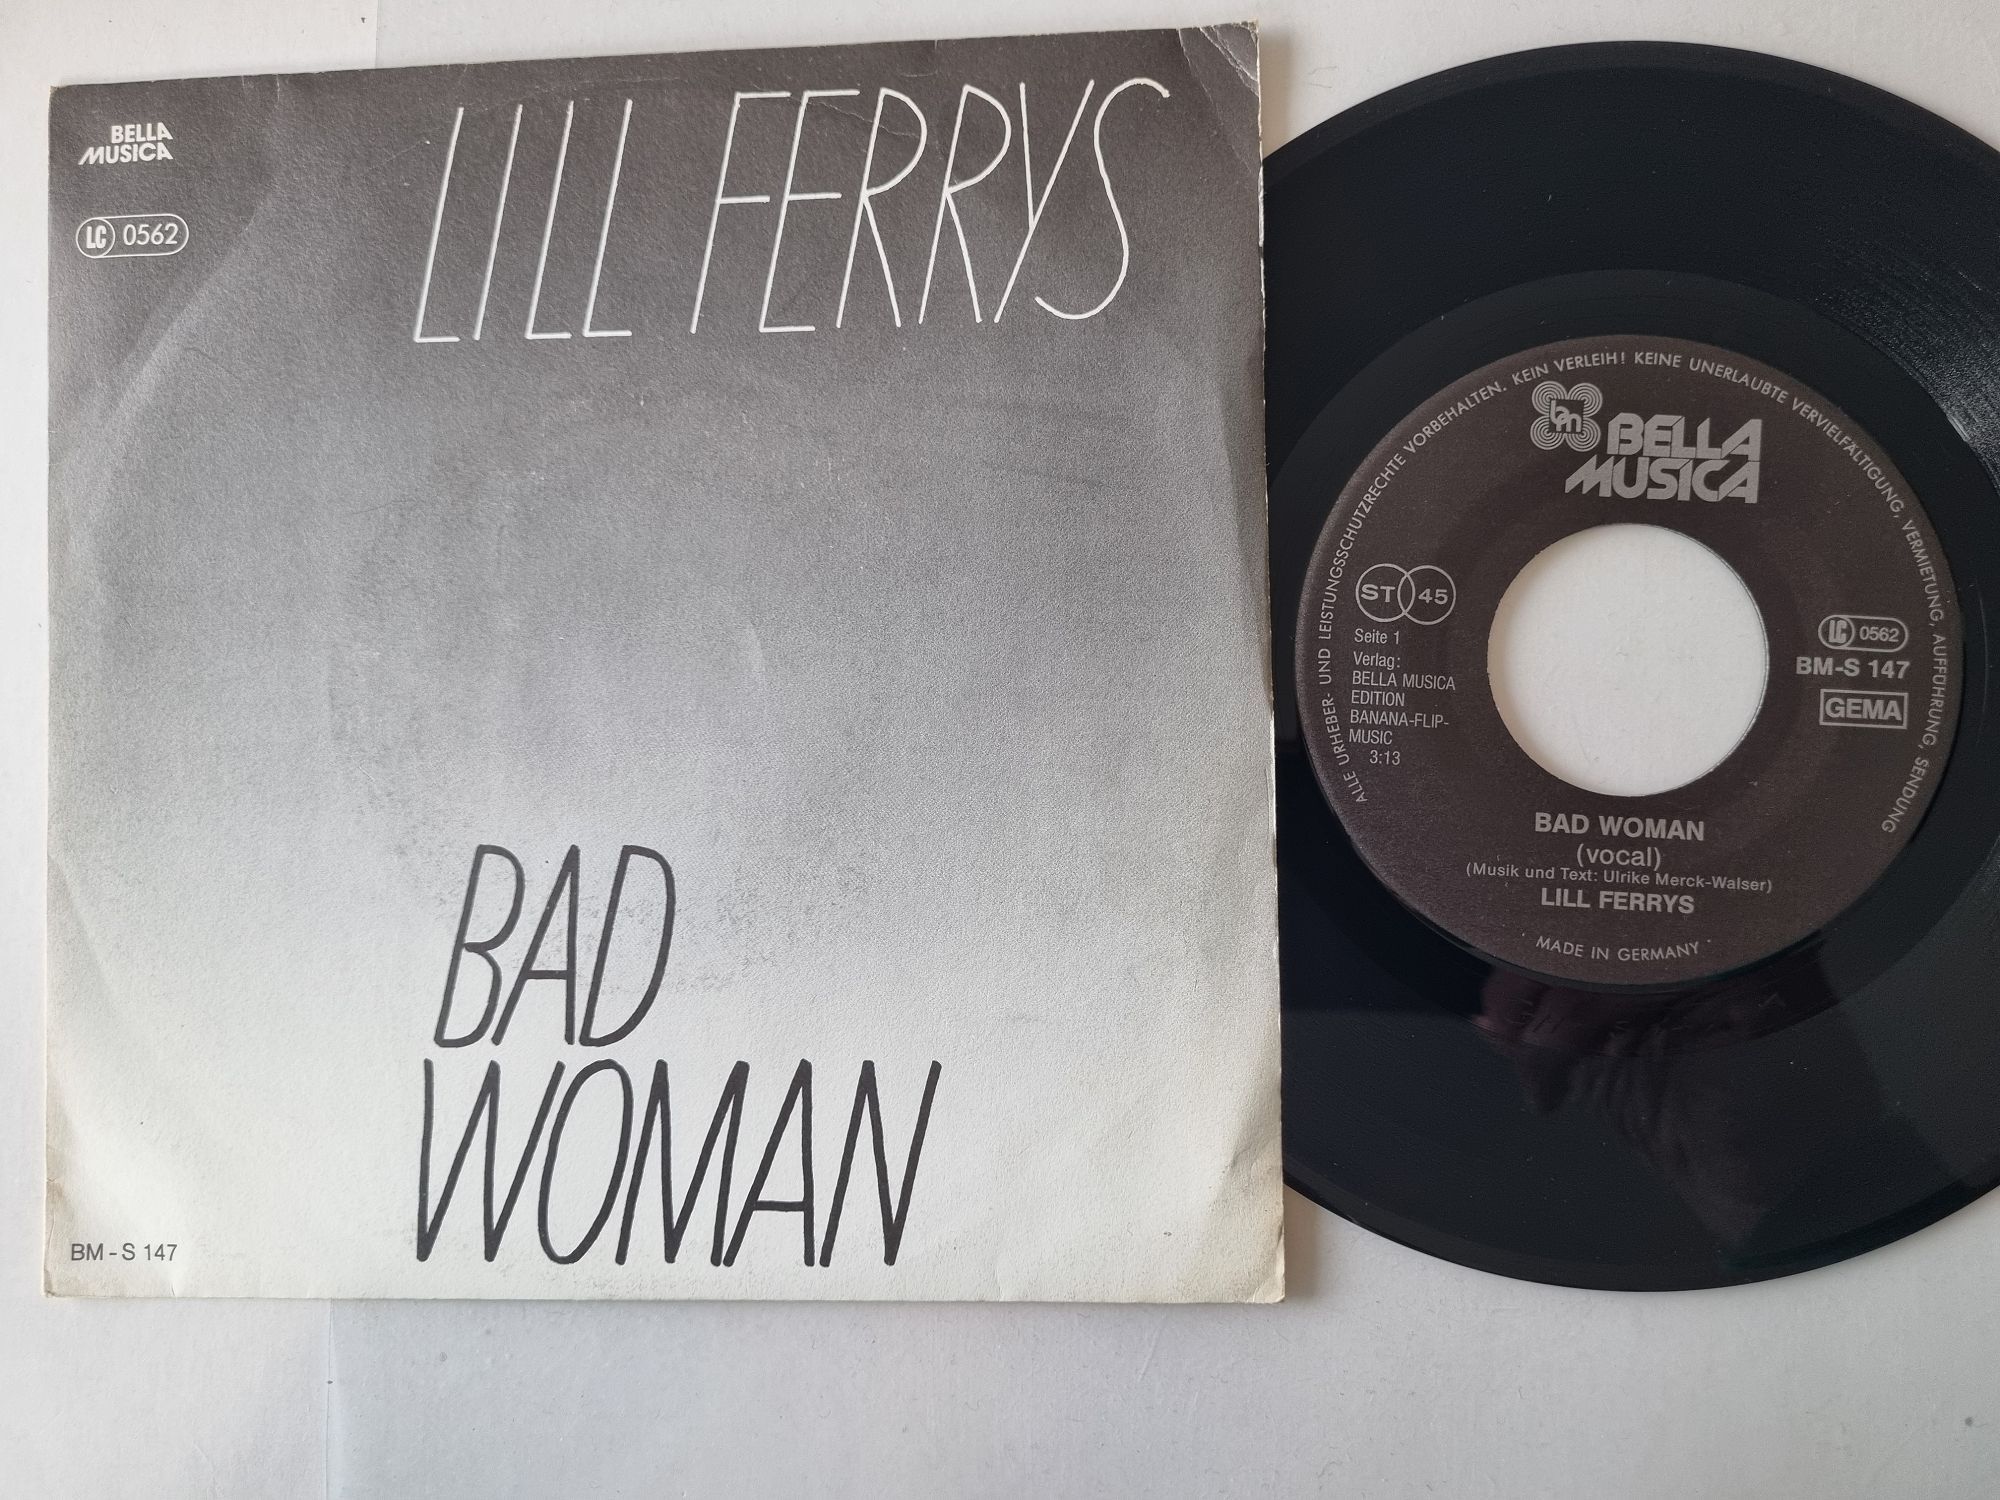 BELLA
MUSICA
LC 0562
LILL FERRYS
BAD
WOMAN
BM - S 147
ALLE URHEBER- UND LEISTUNGSSCHUTZRECHTE VORBEHALTEN. KEIN VERLEIH! KEINE UNERLAUBTE VERVIELFÄLTIGUNG, VERMIETUNG, AUFFÜHRUNG, SENDUNG
bm
BELLA
MUSICA
ST 45
Seite 1
Verlag:
BELLA MUSICA
EDITION
BANANA-FLIP-
MUSIC
3:13
LC 0562
BM-S 147
GEMA
BAD WOMAN
(vocal)
(Musik und Text: Ulrike Merck-Walser)
LILL FERRYS
MADE IN GERMANY